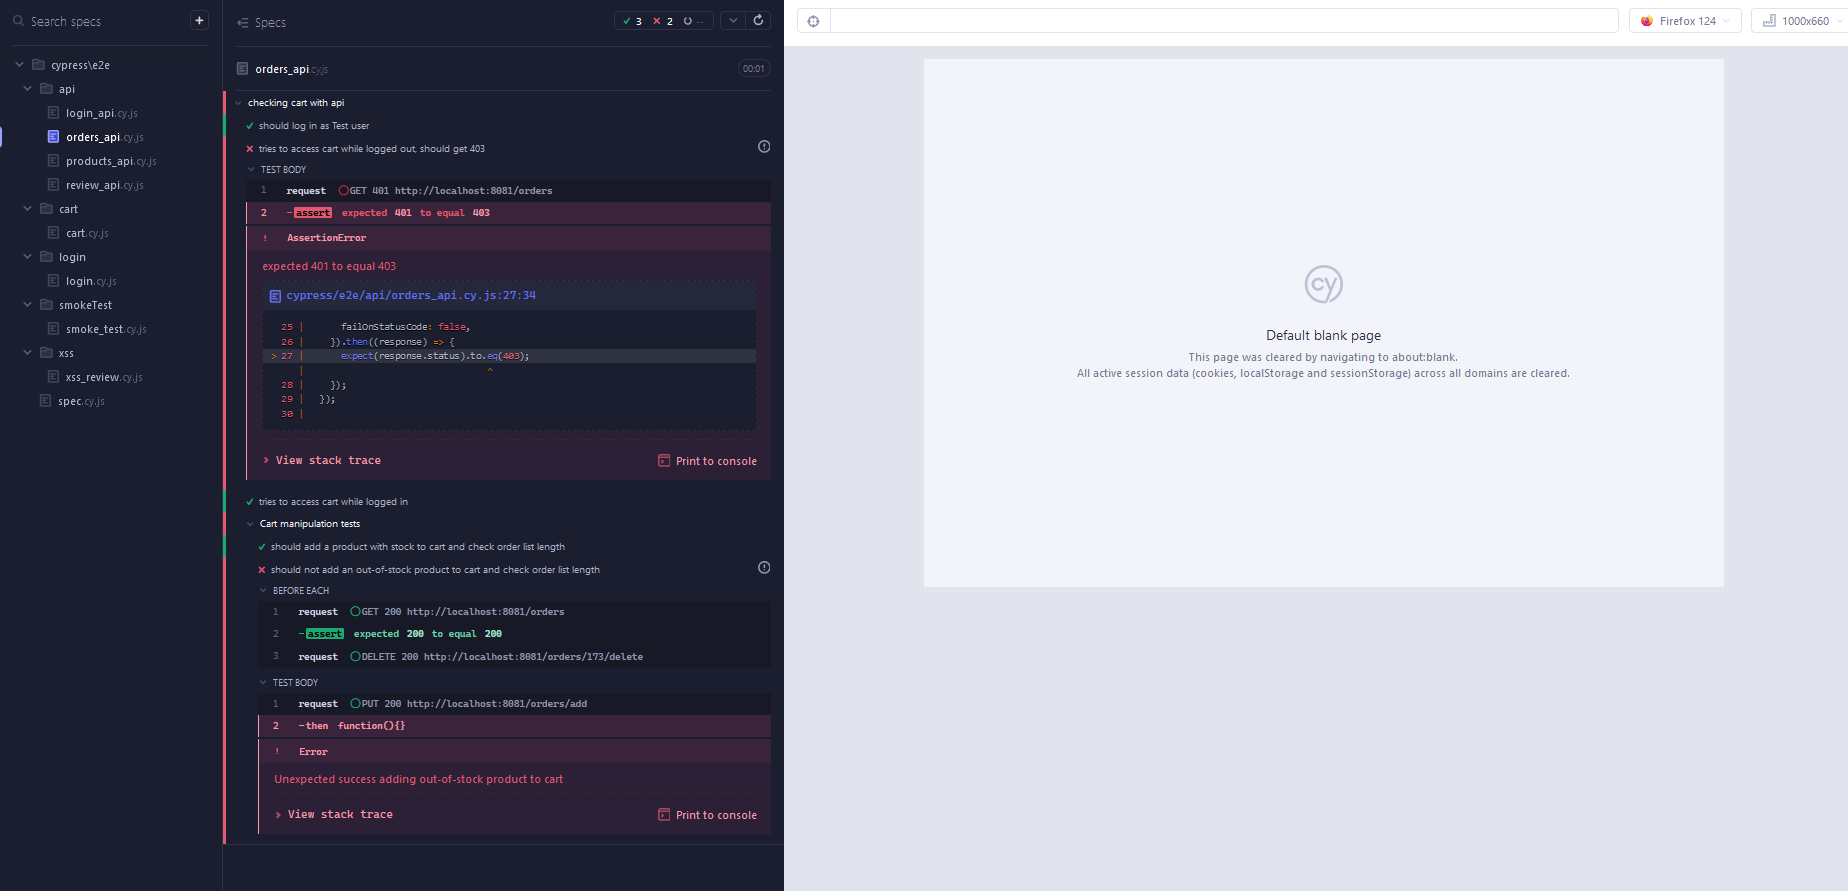 Search specs
+
cypress\e2e
api
login_api.cy.js
orders_api.cy.js
products_api.cy.js
review_api.cy.js
cart
cart.cy.js
login
login.cy.js
smokeTest
smoke_test.cy.js
xss
xss_review.cy.js
spec.cy.js
Specs
3 2 --
orders_api.cy.js 00:01
checking cart with api
should log in as Test user
tries to access cart while logged out, should get 403
TEST BODY
1 request GET 401 http://localhost:8081/orders
2 -assert expected 401 to equal 403
! AssertionError
expected 401 to equal 403
cypress/e2e/api/orders_api.cy.js:27:34
25 | failOnStatusCode: false,
26 | }).then((response) => {
> 27 | expect(response.status).to.eq(403);
| ^
28 | });
29 | });
30 |
> View stack trace Print to console
tries to access cart while logged in
Cart manipulation tests
should add a product with stock to cart and check order list length
should not add an out-of-stock product to cart and check order list length
BEFORE EACH
1 request GET 200 http://localhost:8081/orders
2 -assert expected 200 to equal 200
3 request DELETE 200 http://localhost:8081/orders/173/delete
TEST BODY
1 request PUT 200 http://localhost:8081/orders/add
2 -then function(){}
! Error
Unexpected success adding out-of-stock product to cart
> View stack trace Print to console
Firefox 124
1000x660
cy
Default blank page
This page was cleared by navigating to about:blank.
All active session data (cookies, localStorage and sessionStorage) across all domains are cleared.